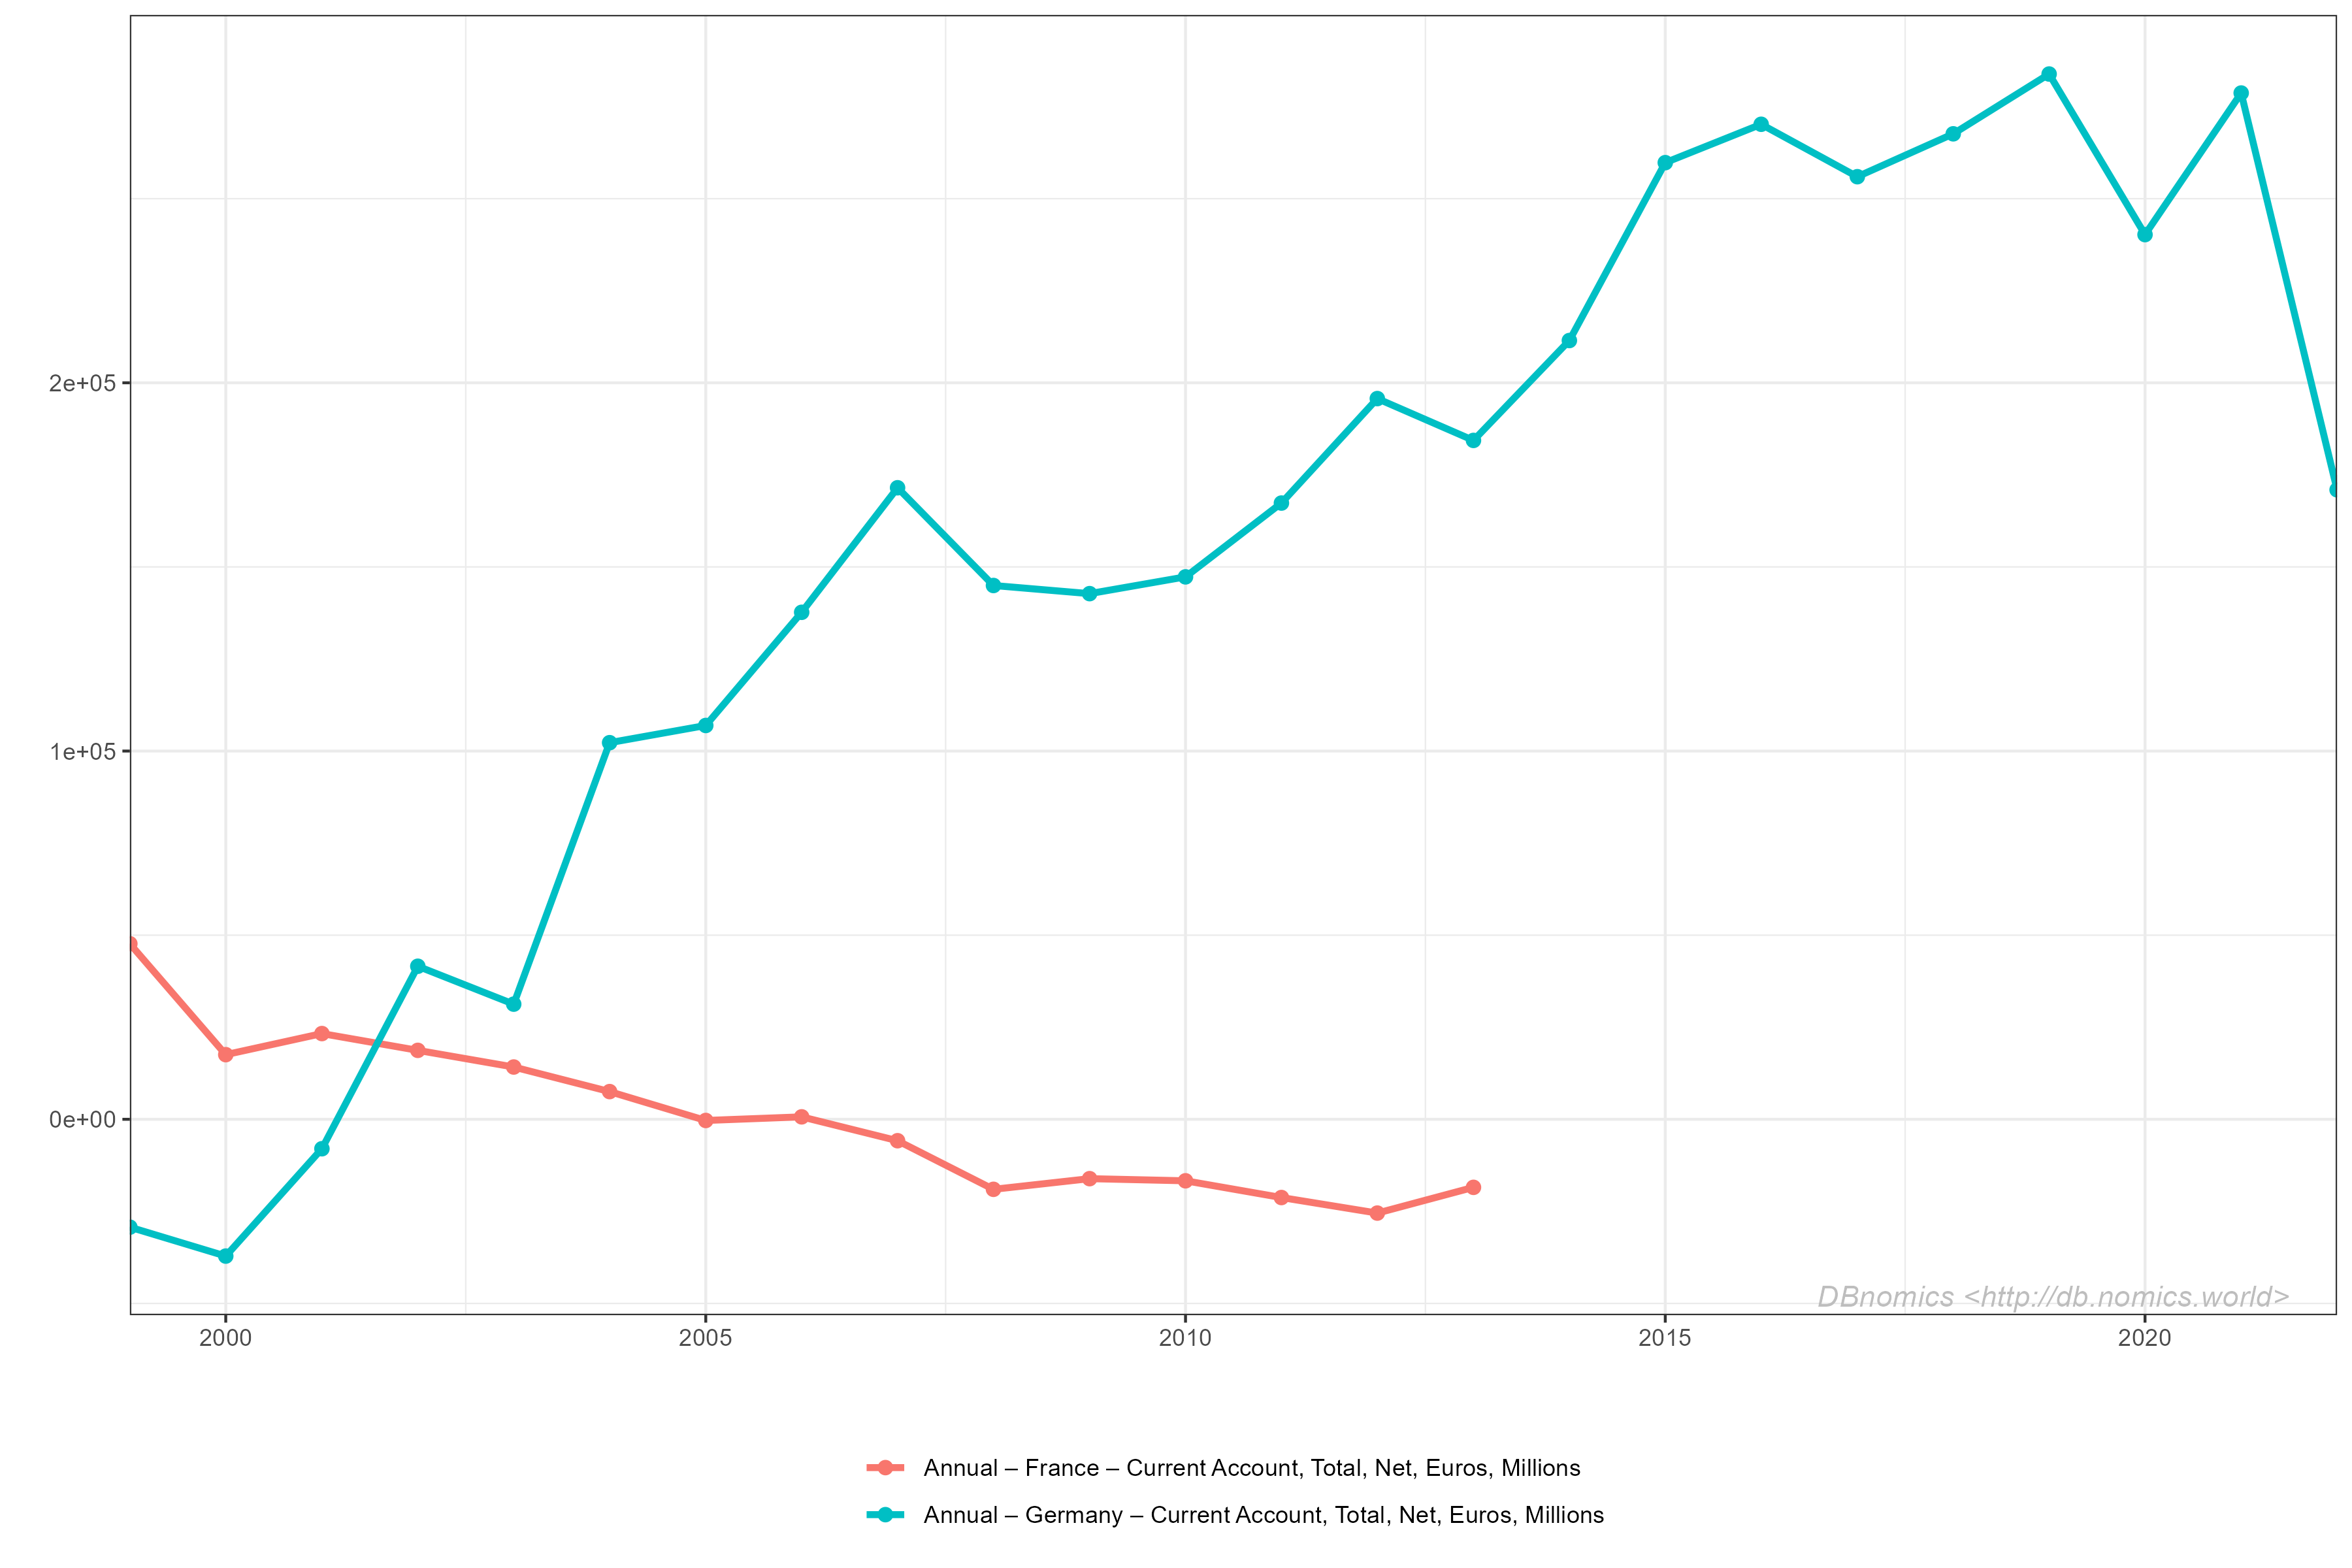 2e+05
1e+05
0e+00
DBnomics <http://db.nomics.world>
2000 2005 2010 2015 2020
Annual – France – Current Account, Total, Net, Euros, Millions
Annual – Germany – Current Account, Total, Net, Euros, Millions